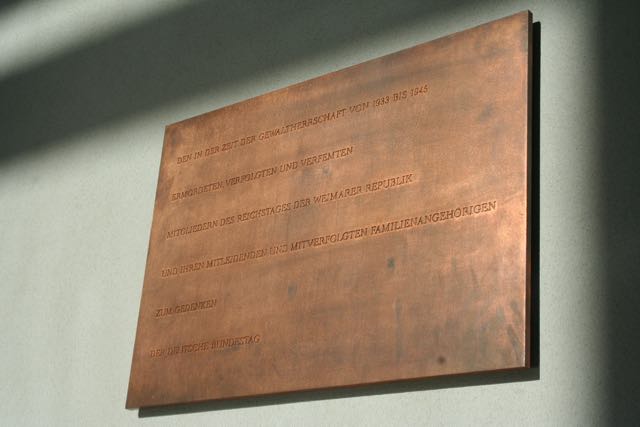 DEN IN DER ZEIT DER GEWALTHERRSCHAFT VON 1933 BIS 1945
ERMORDETEN, VERFOLGTEN UND VERFEMTEN
MITGLIEDERN DES REICHSTAGES DER WEIMARER REPUBLIK
UND IHREN MITLEIDENDEN UND MITVERFOLGTEN FAMILIENANGEHÖRIGEN
ZUM GEDENKEN
DER DEUTSCHE BUNDESTAG